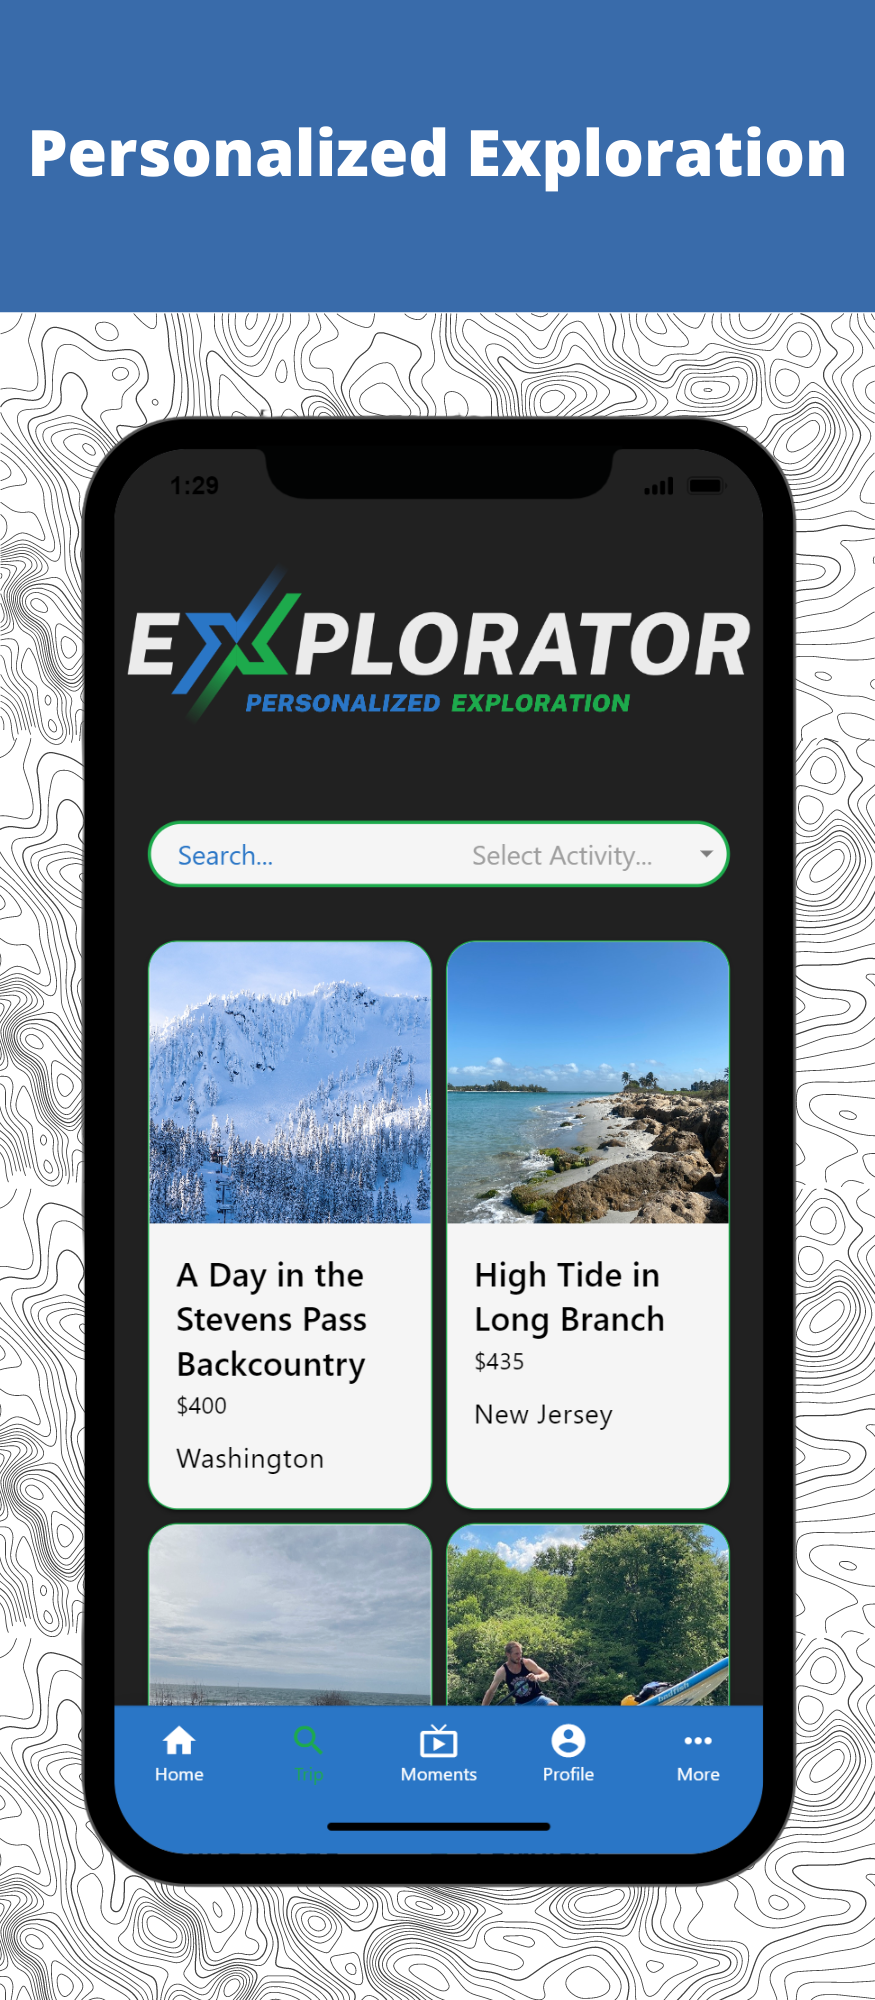 Personalized Exploration
1:29
EXPLORATOR
PERSONALIZED EXPLORATION
Search...
Select Activity...
A Day in the
Stevens Pass
Backcountry
$400
Washington
High Tide in
Long Branch
$435
New Jersey
badfish
Home
Trip
Moments
Profile
More